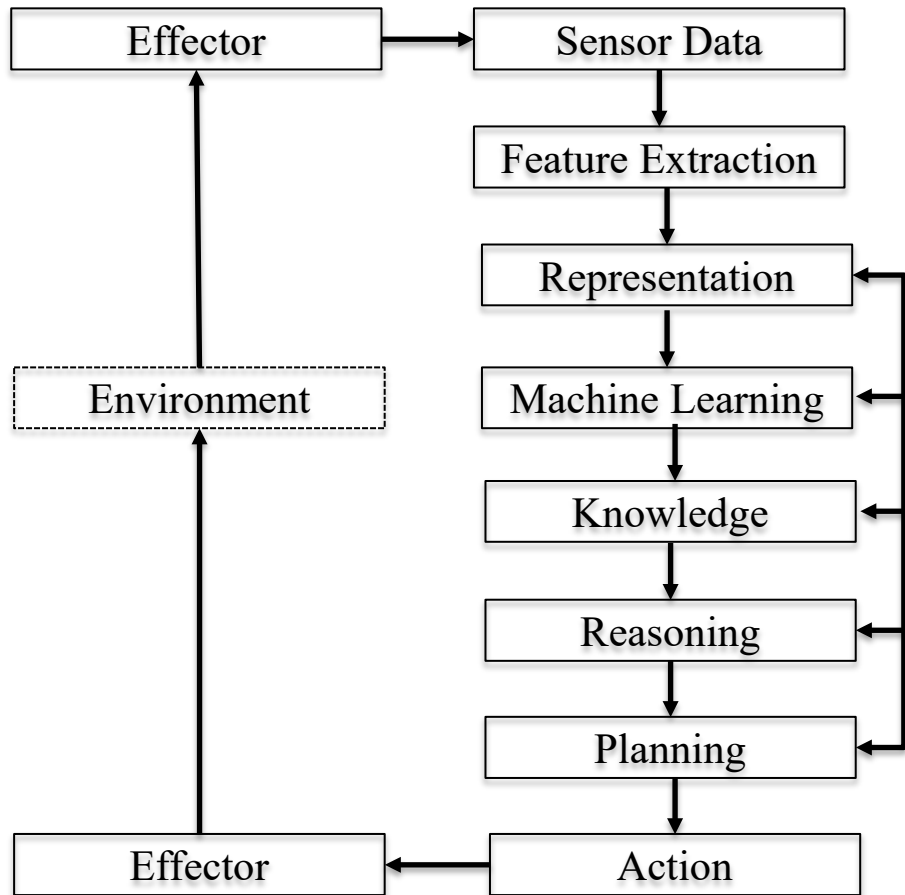 Effector
Sensor Data
Feature Extraction
Representation
Environment
Machine Learning
Knowledge
Reasoning
Planning
Effector
Action